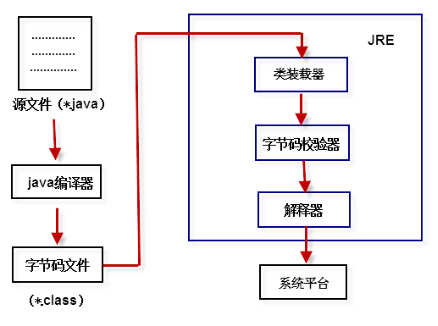 源文件（*.java）
java编译器
字节码文件
（*.class）
JRE
类装载器
字节码校验器
解释器
系统平台